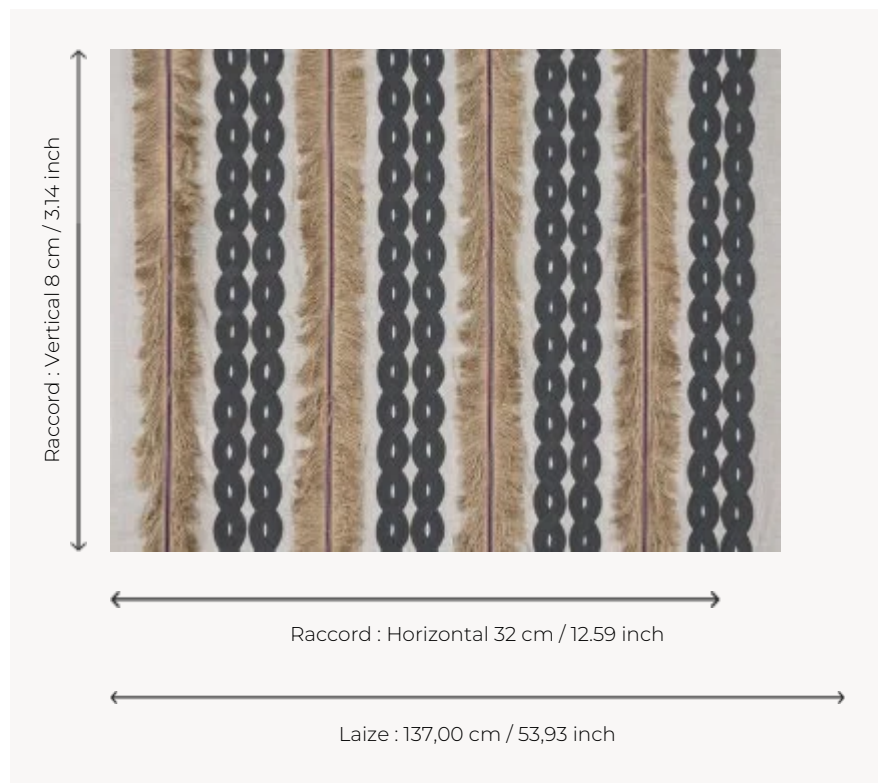 Raccord : Vertical 8 cm / 3.14 inch
Raccord : Horizontal 32 cm / 12.59 inch
Laize : 137,00 cm / 53,93 inch